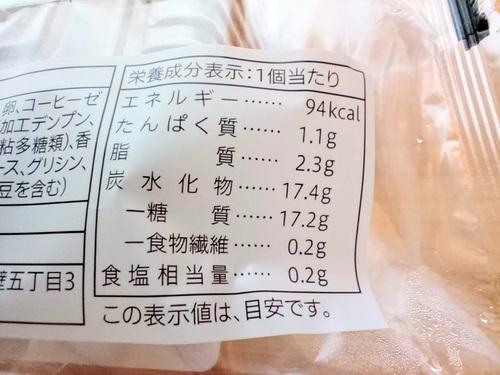 卵、コーヒーゼ
加工デンプン、
粘多糖類)、香
ース、グリシン、
豆を含む)
壁五丁目3
栄養成分表示:1個当たり
エネルギー…… 94kcal
たんぱく質…… 1.1g
脂質…… 2.3g
炭水化物…… 17.4g
―糖質…… 17.2g
―食物繊維…… 0.2g
食塩相当量…… 0.2g
この表示値は、目安です。